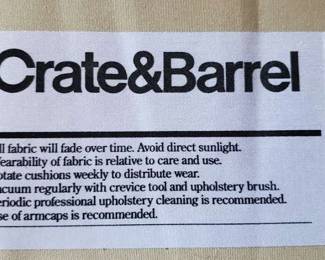 Crate&Barrel
ll fabric will fade over time. Avoid direct sunlight.
earability of fabric is relative to care and use.
otate cushions weekly to distribute wear.
acuum regularly with crevice tool and upholstery brush.
eriodic professional upholstery cleaning is recommended.
se of armcaps is recommended.